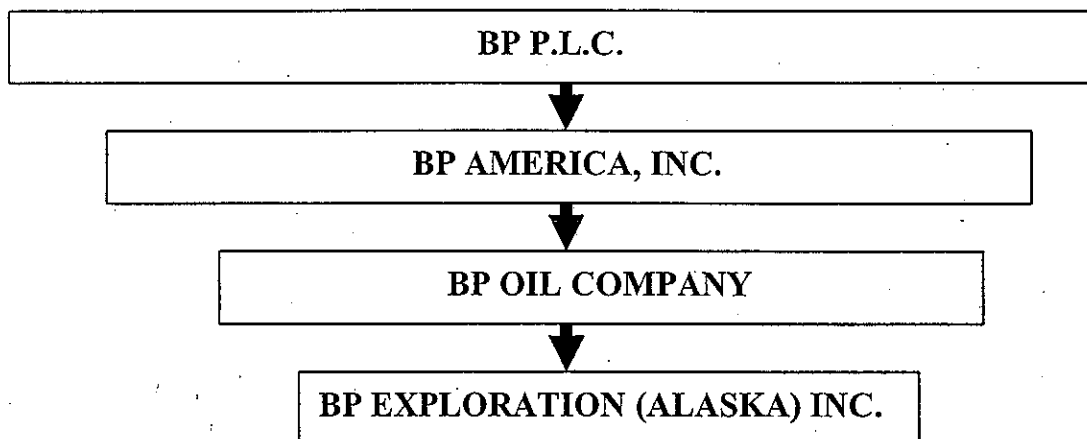 BP P.L.C.
BP AMERICA, INC.
BP OIL COMPANY
BP EXPLORATION (ALASKA) INC.